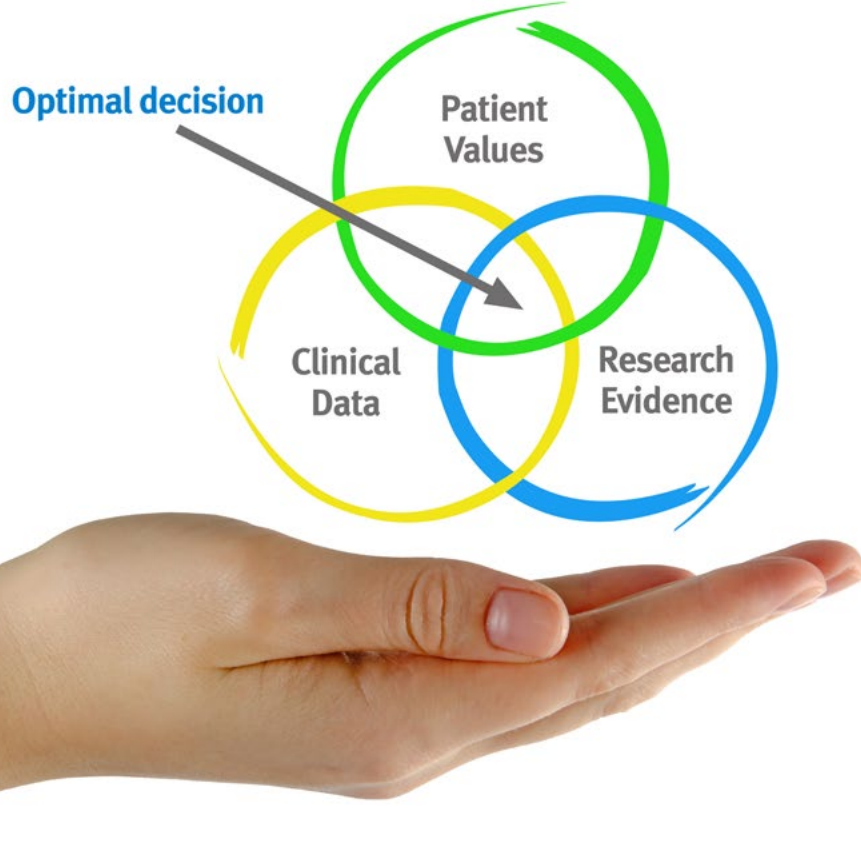 Optimal decision
Patient
Values
Clinical
Data
Research
Evidence